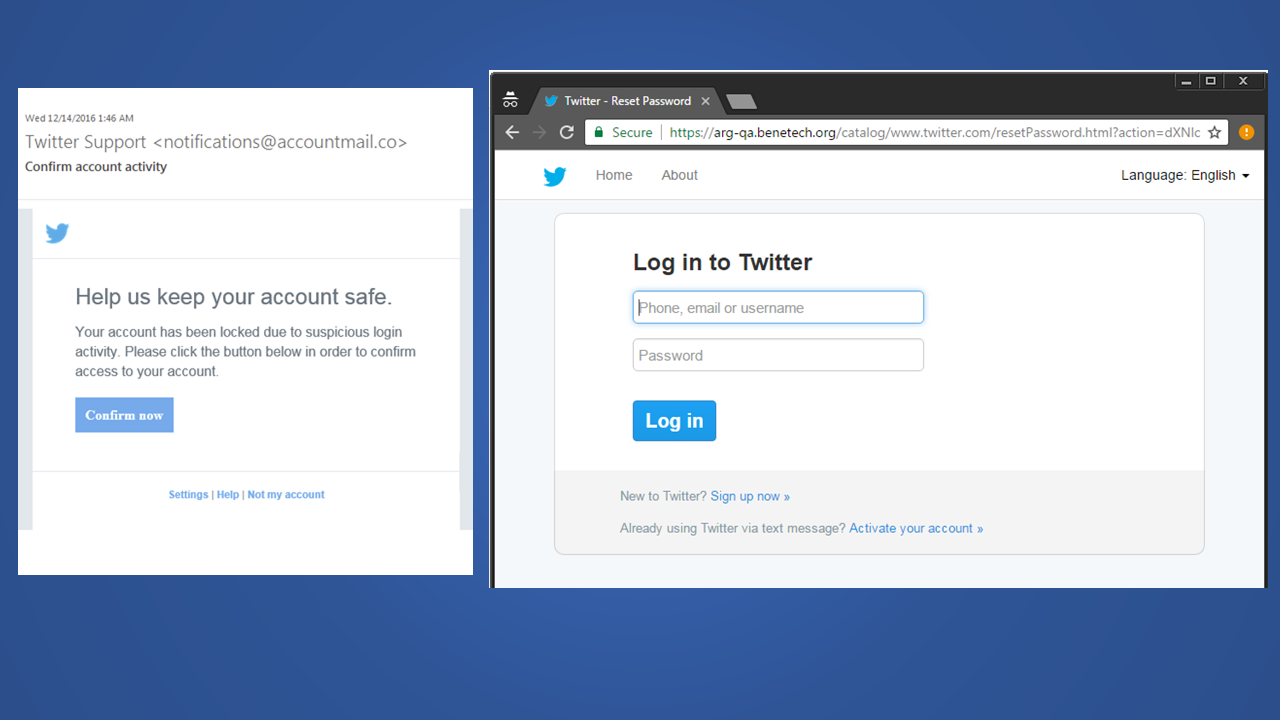 Wed 12/14/2016 1:46 AM
Twitter Support <notifications@accountmail.co>
Confirm account activity
Help us keep your account safe.
Your account has been locked due to suspicious login
activity. Please click the button below in order to confirm
access to your account.
Confirm now
Settings | Help | Not my account
Twitter - Reset Password
Secure | https://arg-qa.benetech.org/catalog/www.twitter.com/resetPassword.html?action=dXNlc
Home About Language: English
Log in to Twitter
Phone, email or username
Password
Log in
New to Twitter? Sign up now »
Already using Twitter via text message? Activate your account »